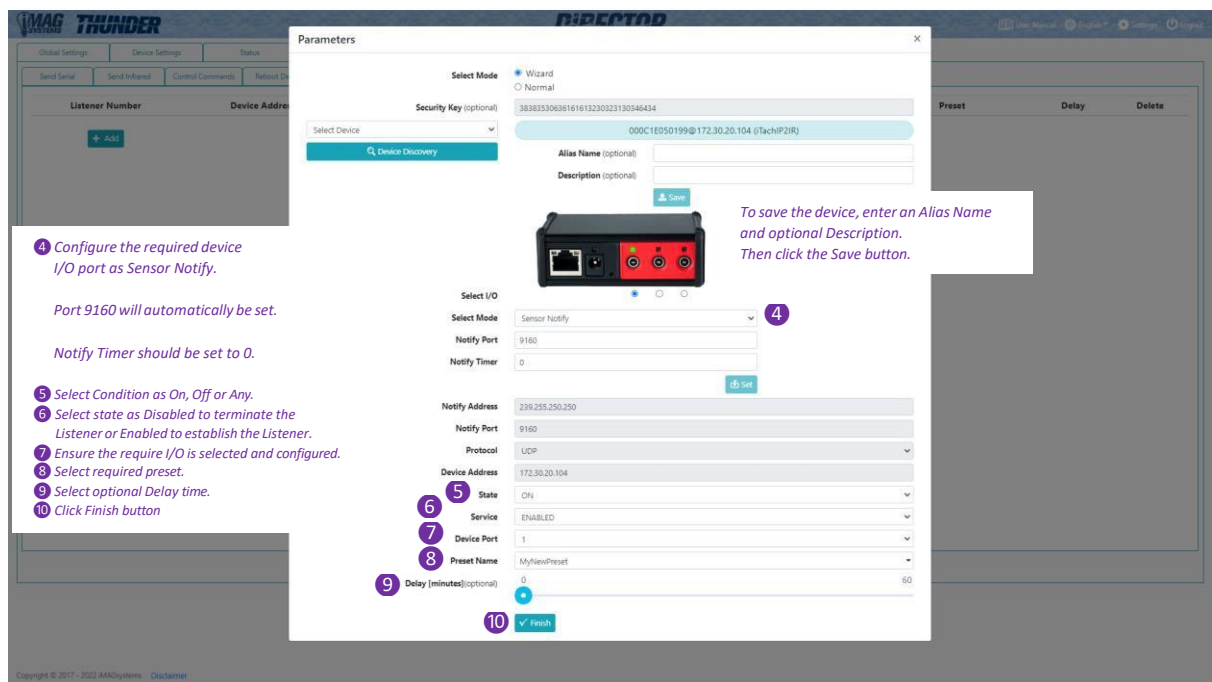 iMAG SYSTEMS THUNDER
DIRECTOR
User Manual English Settings Logout
Global Settings Device Settings Status
Send Serial Send Infrared Control Commands Reboot De
Listener Number Device Addre Preset Delay Delete
+ Add
Parameters ×
Select Mode Wizard
Normal
Security Key (optional) 3838353063616161323032313034 6434
Select Device
000C1E050199@172.30.20.104 (iTachIP2IR)
Device Discovery
Alias Name (optional)
Description (optional)
Save
To save the device, enter an Alias Name
and optional Description.
Then click the Save button.
4 Configure the required device
I/O port as Sensor Notify.
Port 9160 will automatically be set.
Notify Timer should be set to 0.
5 Select Condition as On, Off or Any.
6 Select state as Disabled to terminate the
Listener or Enabled to establish the Listener.
7 Ensure the require I/O is selected and configured.
8 Select required preset.
9 Select optional Delay time.
10 Click Finish button
Select I/O
Select Mode Sensor Notify 4
Notify Port 9160
Notify Timer 0
Set
Notify Address 239.255.250.250
Notify Port 9160
Protocol UDP
Device Address 172.30.20.104
5 State ON
6 Service ENABLED
7 Device Port 1
8 Preset Name MyNewPreset
9 Delay [minutes](optional) 0 60
10 Finish
Copyright © 2017 - 2022 iMAGsystems Disclaimer